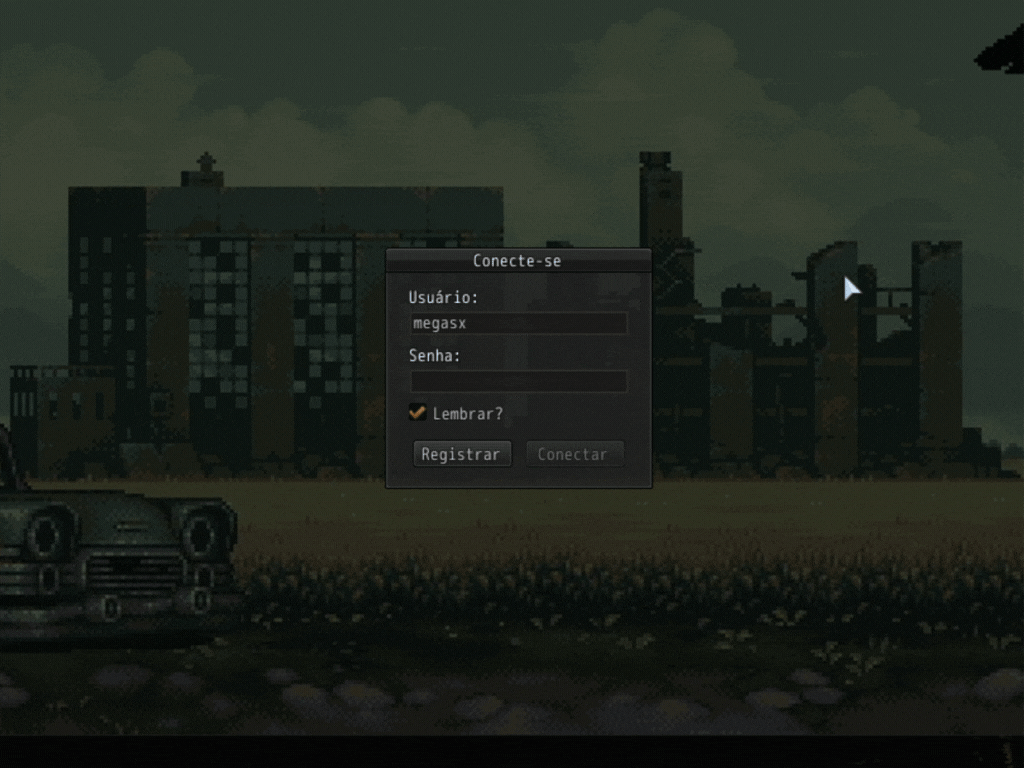 Conecte-se
Usuário:
megasx
Senha:
Lembrar?
Registrar Conectar